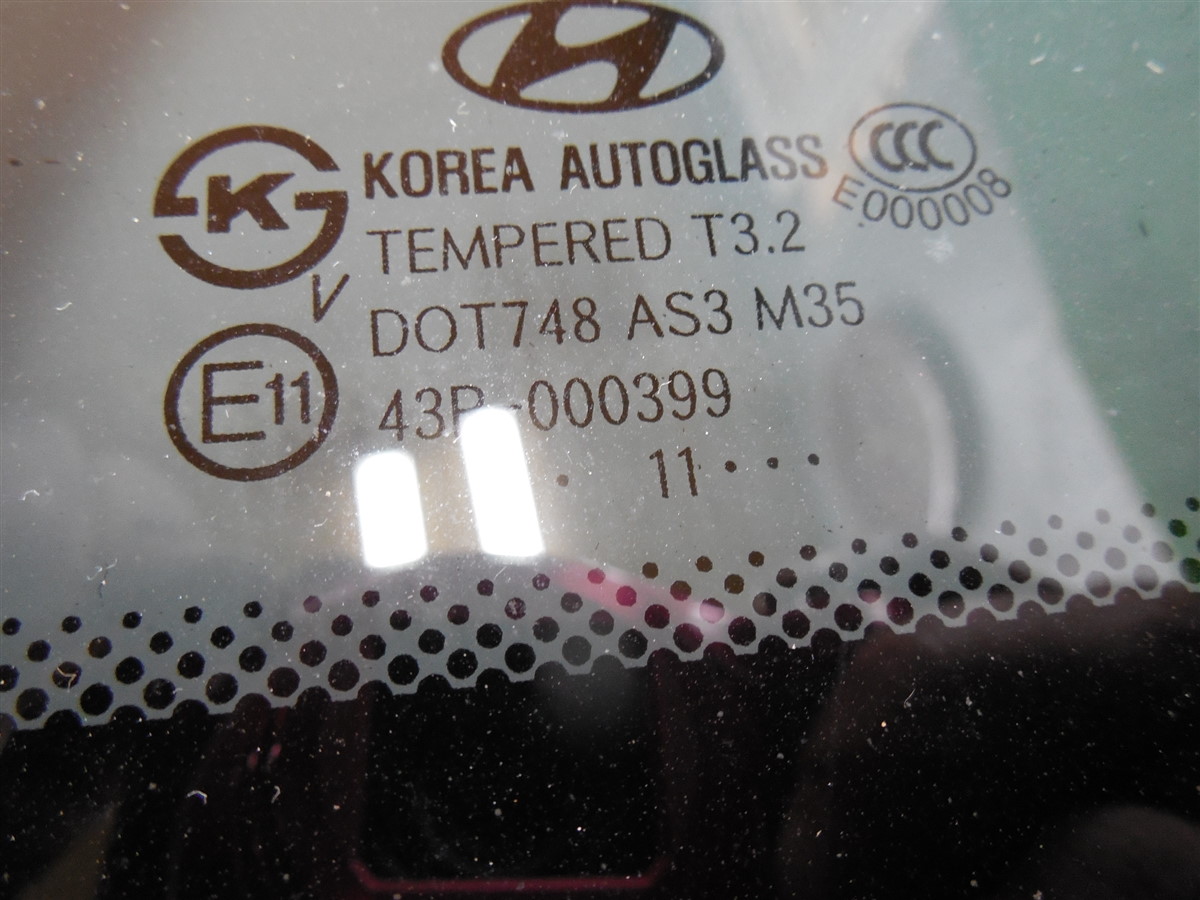 KOREA AUTOGLASS
CCC
E000008
K
TEMPERED T3.2
V
DOT748 AS3 M35
E11
43R-000399
. 11 . . .